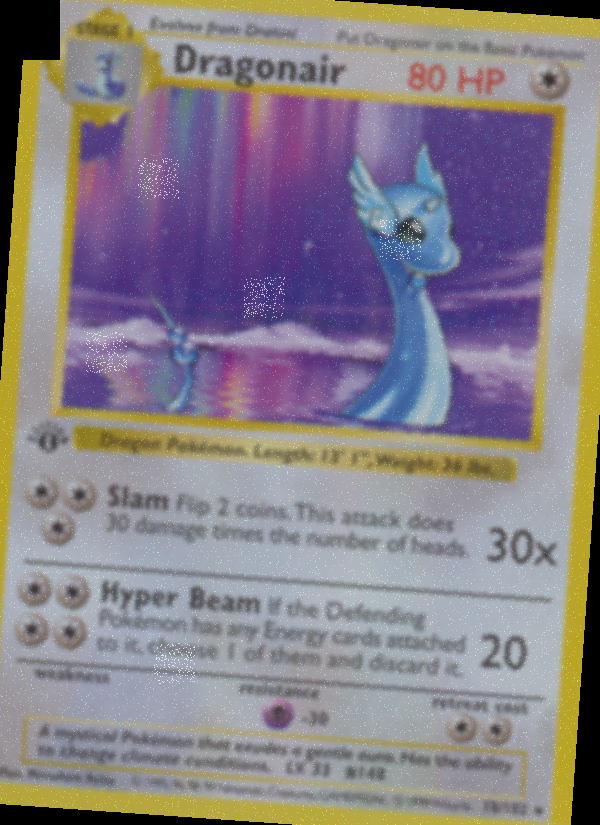 STAGE 1
Evolves from Dratini Put Dragonair on the Basic Pokémon
Dragonair 80 HP
Dragon Pokémon. Length: 13' 1", Weight: 36 lbs.
Slam Flip 2 coins. This attack does
30 damage times the number of heads. 30x
Hyper Beam If the Defending
Pokémon has any Energy cards attached
to it, choose 1 of them and discard it. 20
weakness
resistance
retreat cost
-30
A mystical Pokémon that exudes a gentle aura. Has the ability
to change climate conditions. LV. 33 #148